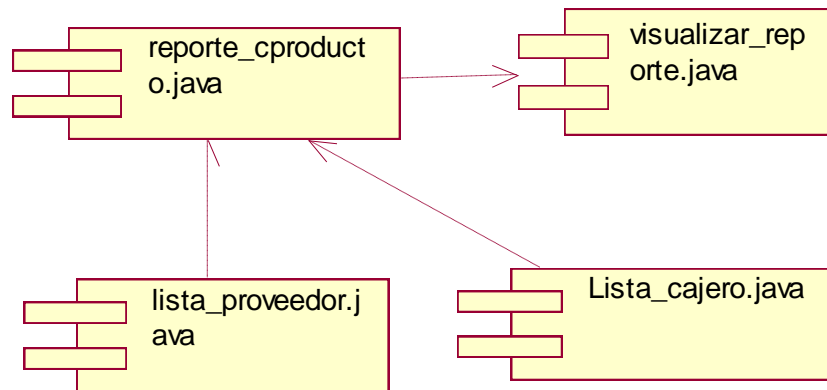 reporte_cproduct
o.java
visualizar_rep
orte.java
lista_proveedor.j
ava
Lista_cajero.java